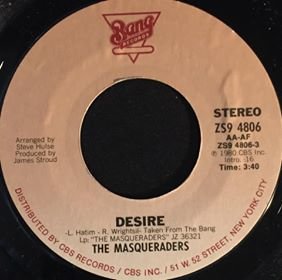 Bang
RECORDS
STEREO
ZS9 4806
AA-AF
ZS9 4806-3
℗ 1980 CBS Inc.
Intro: 16
Time: 3:40
Arranged by
Steve Hulse
Produced by
James Stroud
DESIRE
-L. Hatim - R. Wrightsil- Taken From The Bang
Lp: "THE MASQUERADERS" JZ 36321
THE MASQUERADERS
DISTRIBUTED BY CBS RECORDS / CBS INC. / 51 W. 52 STREET, NEW YORK CITY